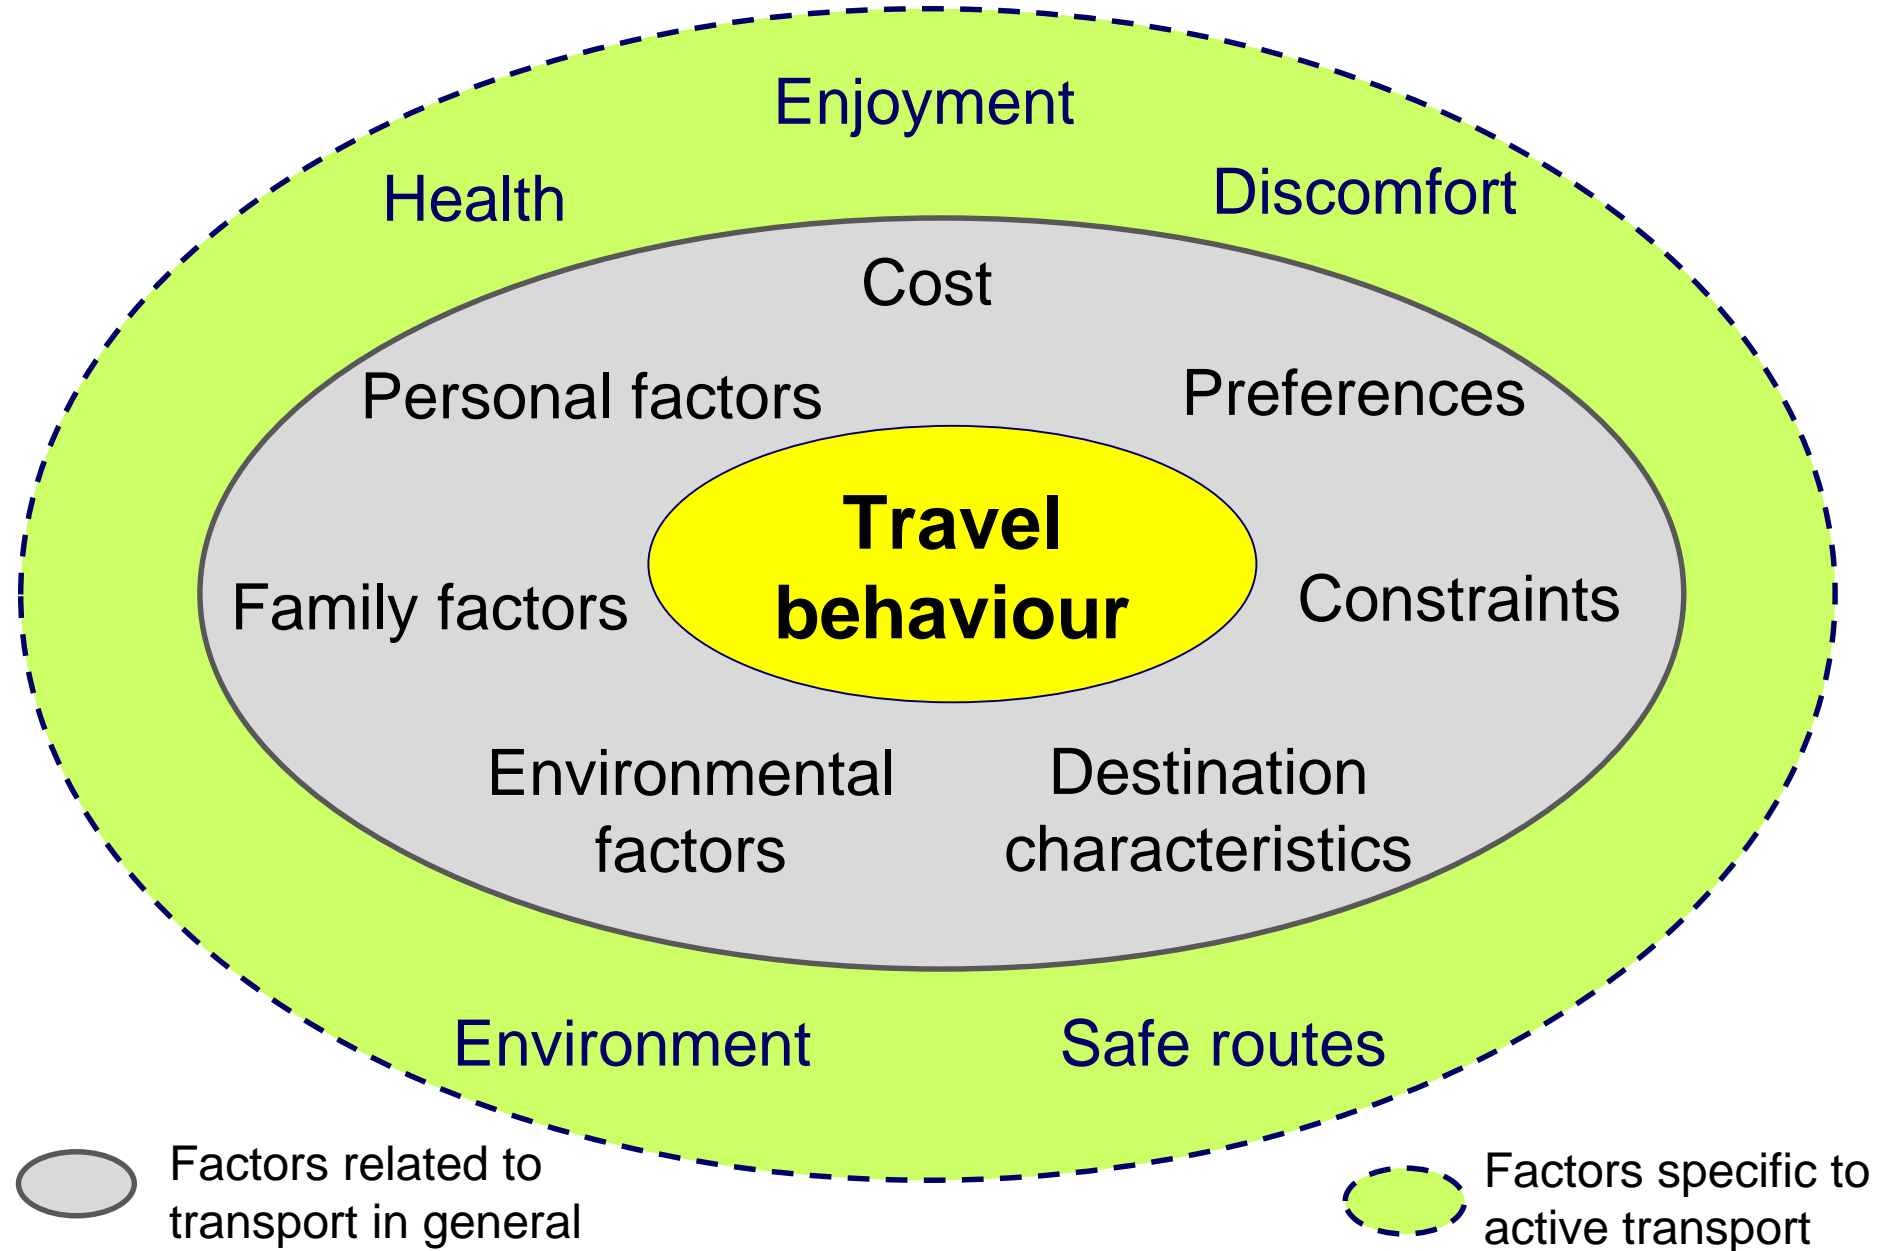 Enjoyment
Health
Discomfort
Cost
Personal factors
Preferences
Travel
behaviour
Family factors
Constraints
Environmental
factors
Destination
characteristics
Environment
Safe routes
Factors related to
transport in general
Factors specific to
active transport